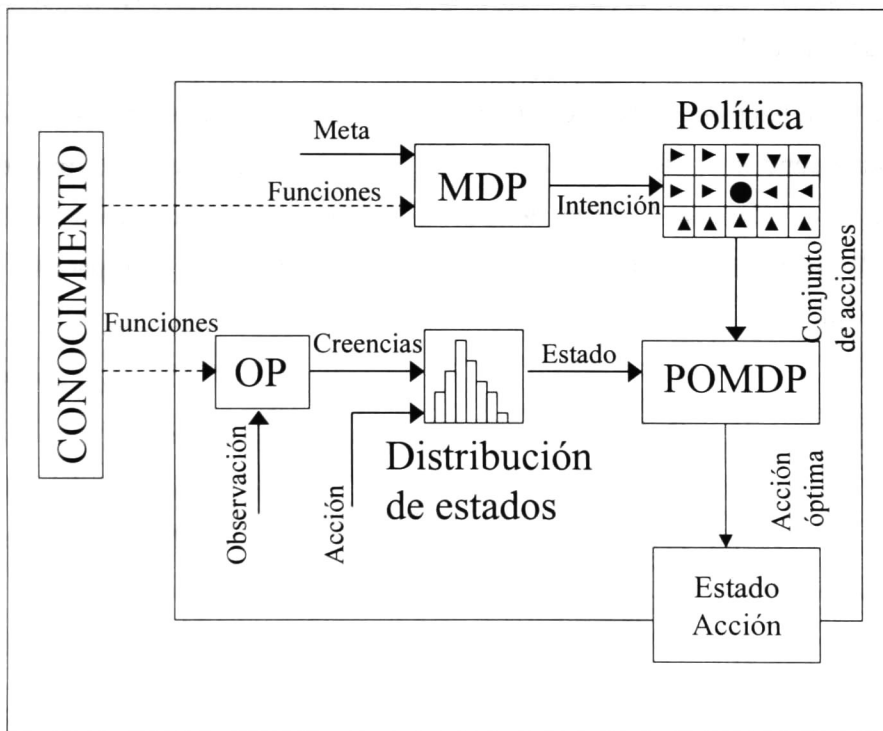 CONOCIMIENTO
Meta
Funciones
MDP
Intención
Política
Conjunto
de acciones
Funciones
OP
Creencias
Estado
POMDP
Observación
Acción
Distribución
de estados
Acción
óptima
Estado
Acción